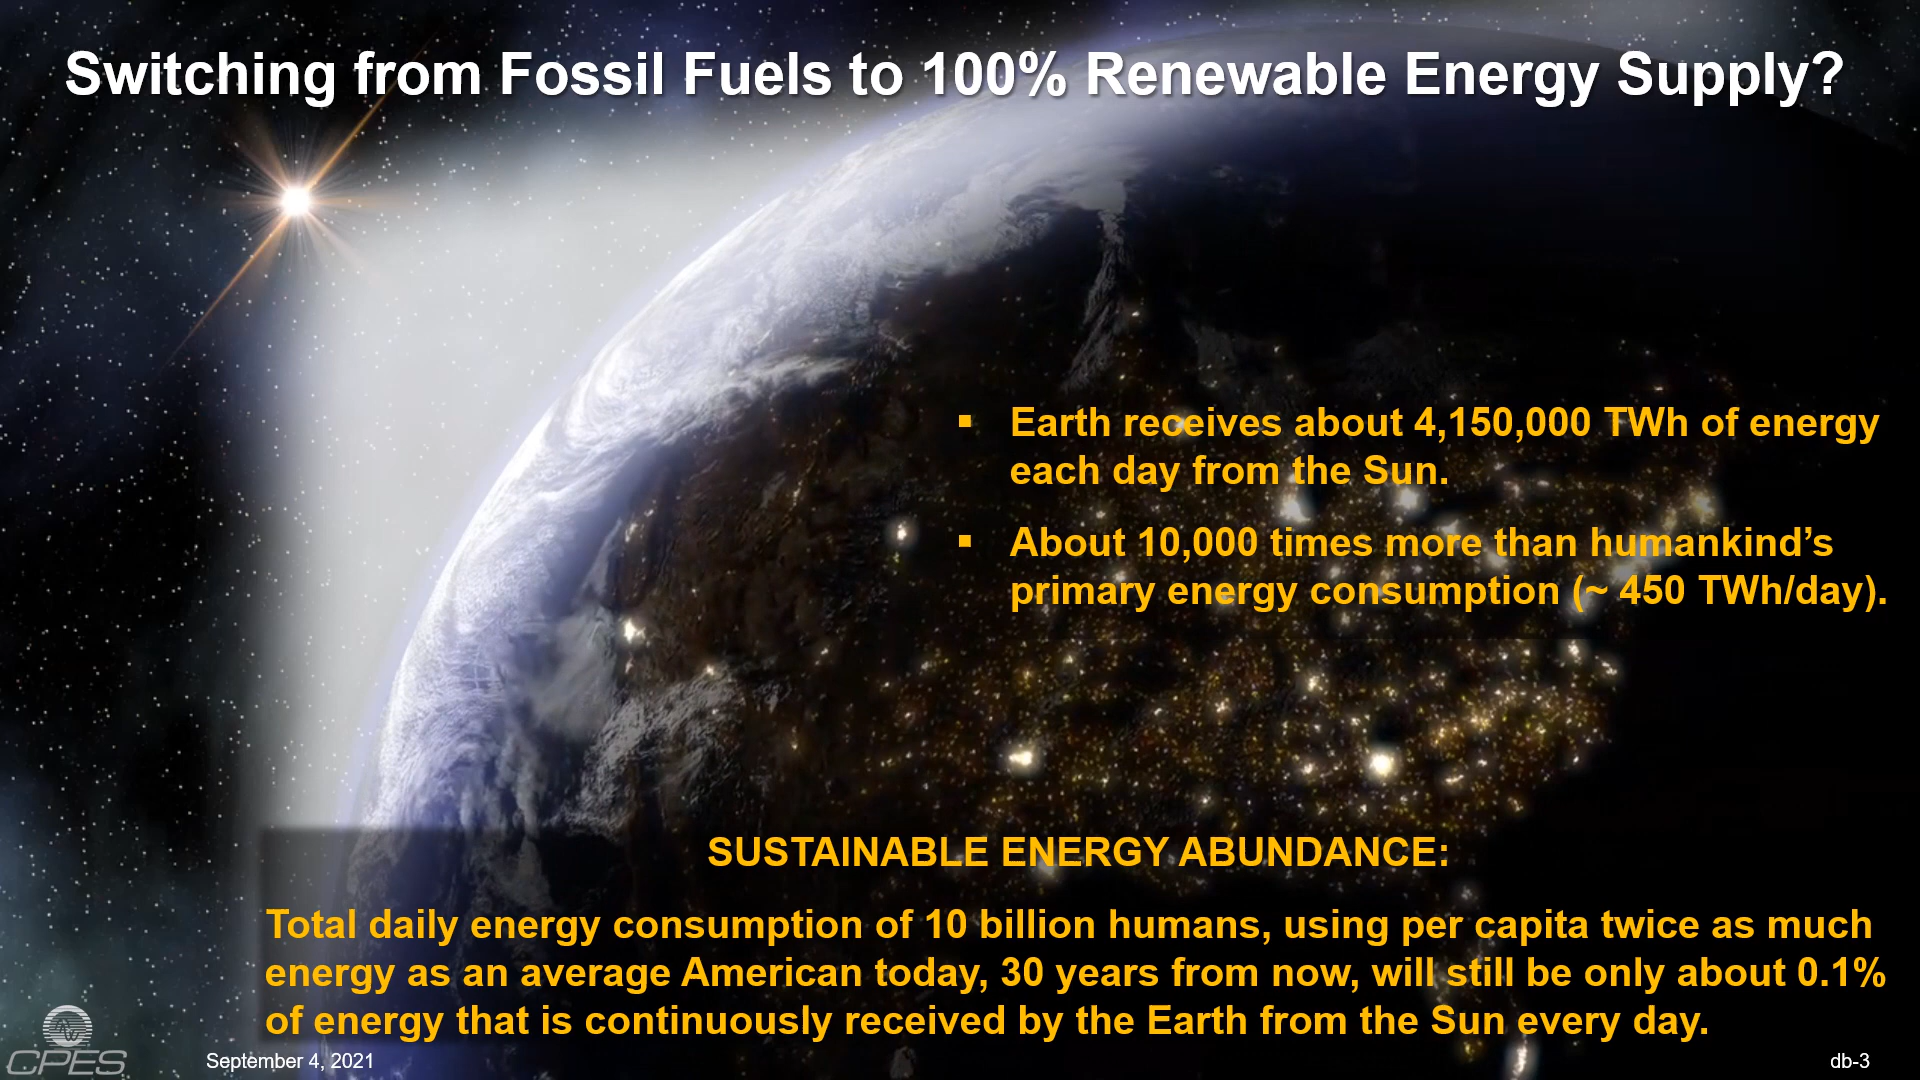 Switching from Fossil Fuels to 100% Renewable Energy Supply?
▪ Earth receives about 4,150,000 TWh of energy
each day from the Sun.
▪ About 10,000 times more than humankind’s
primary energy consumption (~ 450 TWh/day).
SUSTAINABLE ENERGY ABUNDANCE:
Total daily energy consumption of 10 billion humans, using per capita twice as much
energy as an average American today, 30 years from now, will still be only about 0.1%
of energy that is continuously received by the Earth from the Sun every day.
CPES
September 4, 2021
db-3